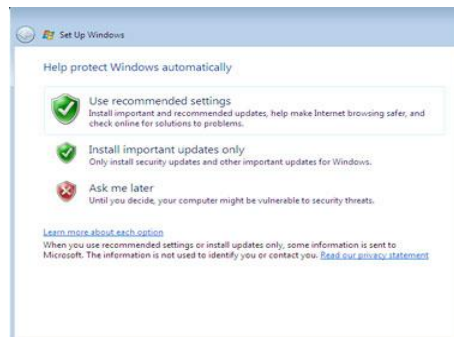 Set Up Windows
Help protect Windows automatically
Use recommended settings
Install important and recommended updates, help make Internet browsing safer, and
check online for solutions to problems.
Install important updates only
Only install security updates and other important updates for Windows.
Ask me later
Until you decide, your computer might be vulnerable to security threats.
Learn more about each option
When you use recommended settings or install updates only, some information is sent to
Microsoft. The information is not used to identify you or contact you. Read our privacy statement